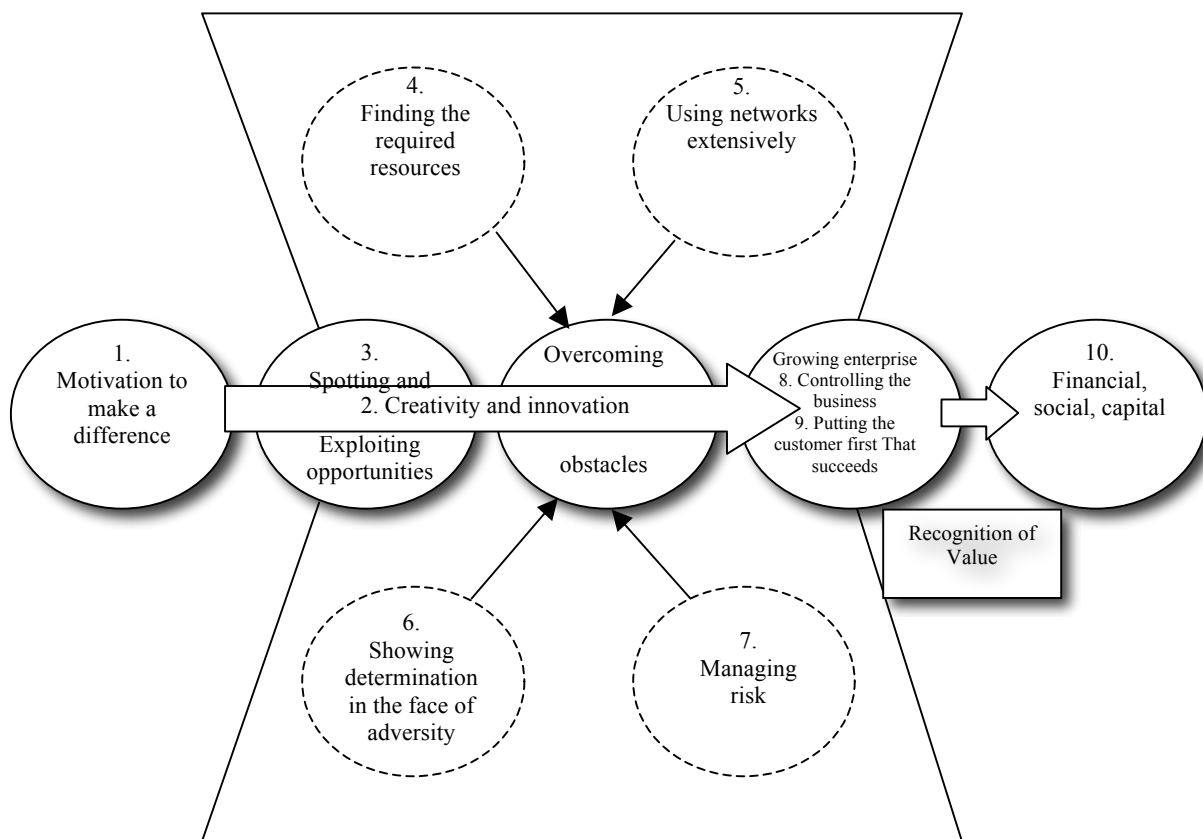 4.
Finding the
required
resources
5.
Using networks
extensively
1.
Motivation to
make a
difference
3.
Spotting and
2. Creativity and innovation
Exploiting
opportunities
Overcoming
obstacles
Growing enterprise
8. Controlling the
business
9. Putting the
customer first That
succeeds
10.
Financial,
social, capital
Recognition of
Value
6.
Showing
determination
in the face of
adversity
7.
Managing
risk